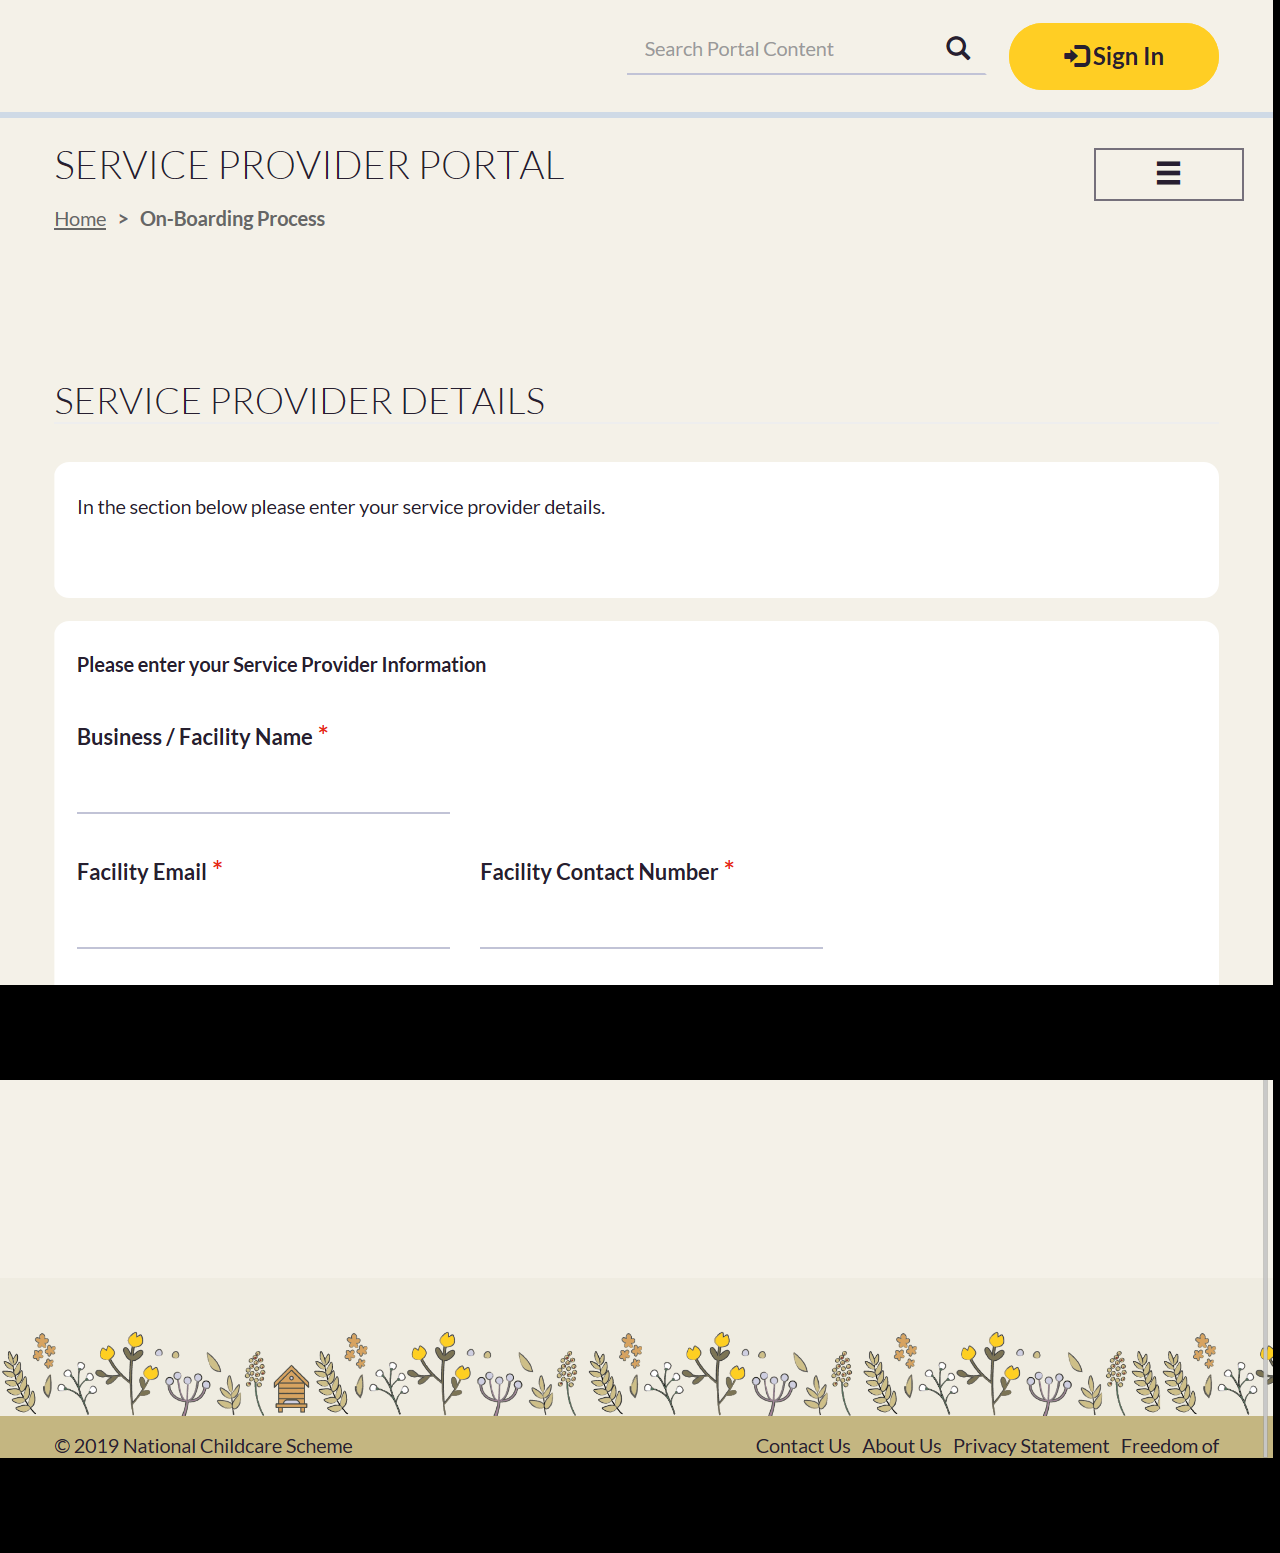 Search Portal Content
Sign In
SERVICE PROVIDER PORTAL
Home > On-Boarding Process
SERVICE PROVIDER DETAILS
In the section below please enter your service provider details.
Please enter your Service Provider Information
Business / Facility Name *
Facility Email * Facility Contact Number *
© 2019 National Childcare Scheme Contact Us About Us Privacy Statement Freedom of